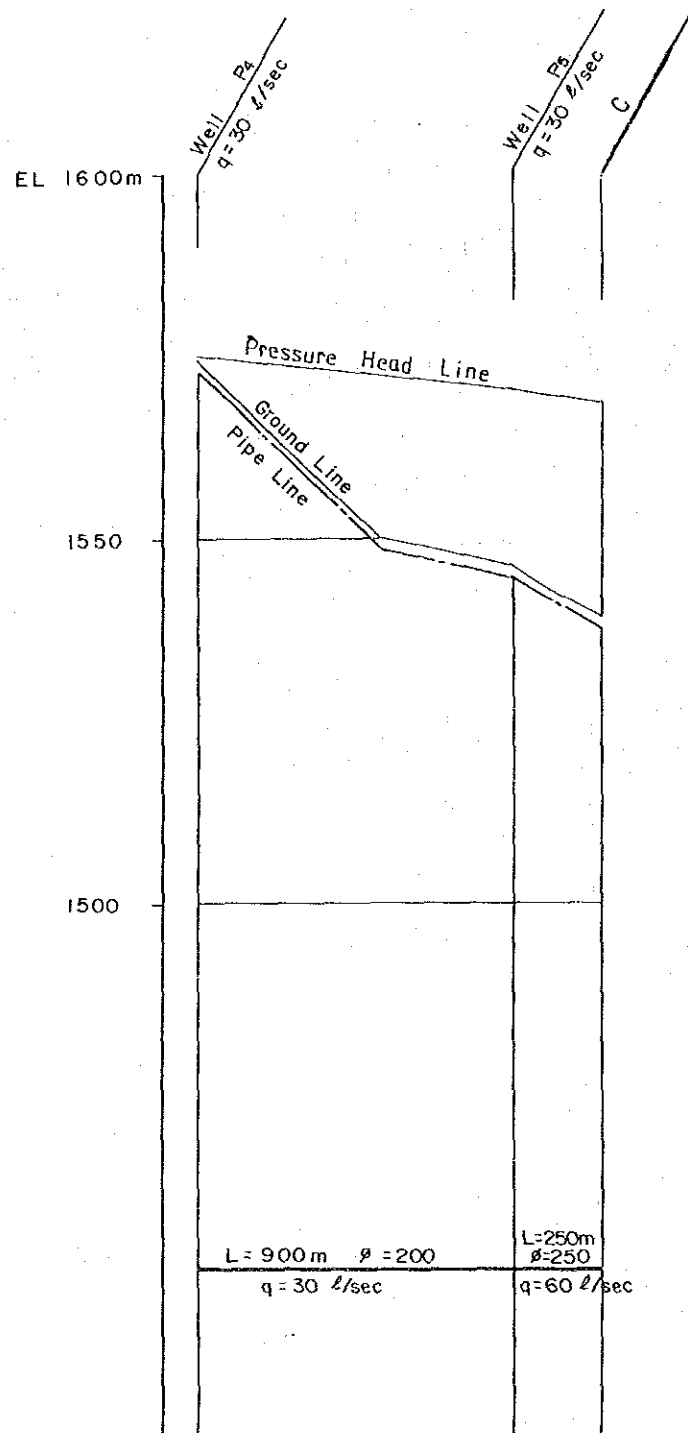 Well P4
q= 30 ℓ/sec
Well P5
q= 30 ℓ/sec
C
EL 1600m
Pressure Head Line
Ground Line
Pipe Line
1550
1500
L= 900m ø=200
q= 30 ℓ/sec
L=250m
ø=250
q=60 ℓ/sec